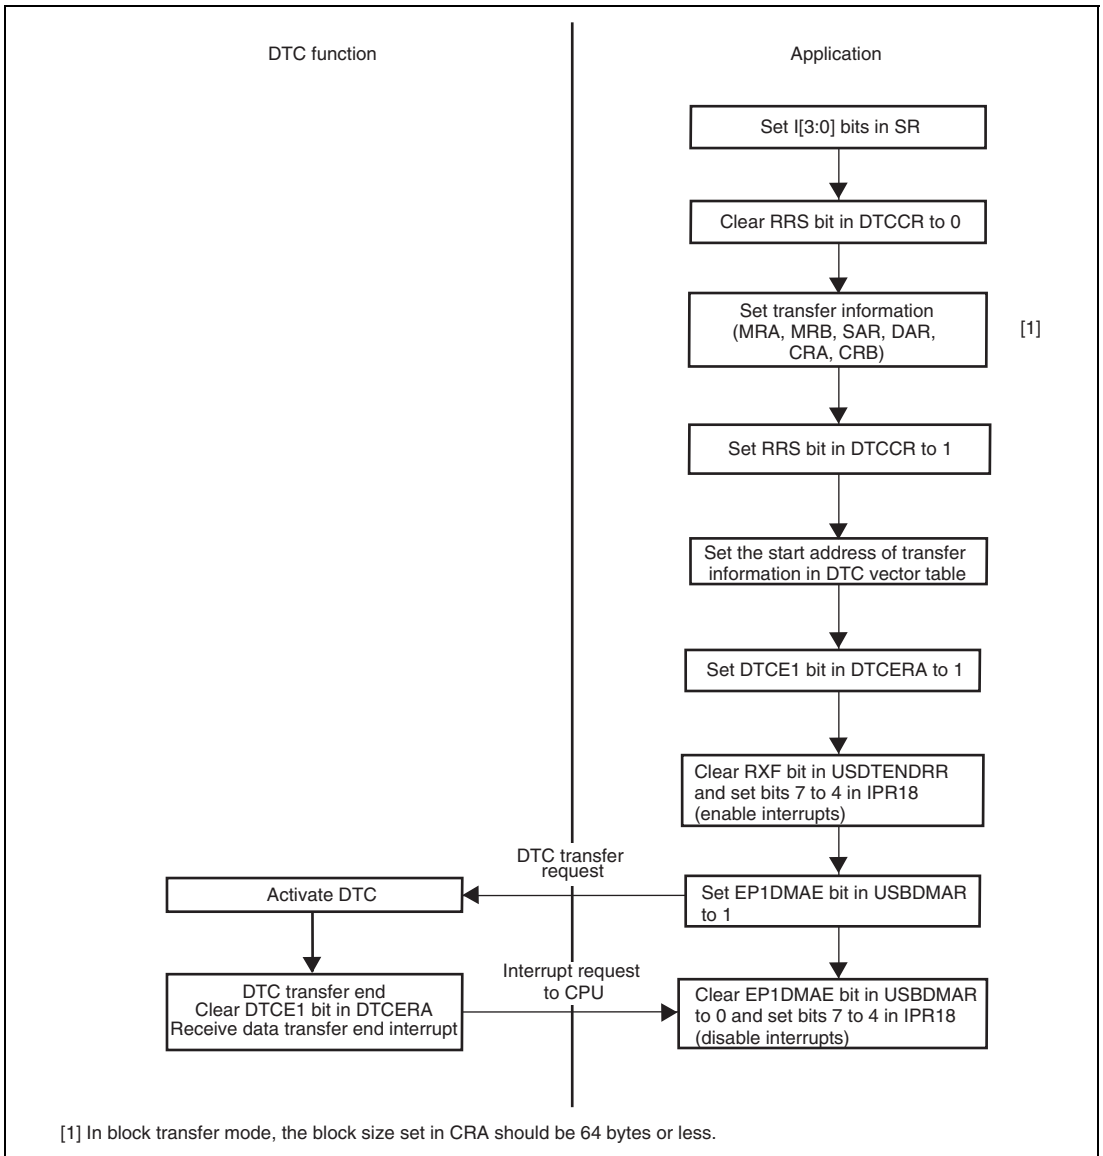 DTC function
Application
Set I[3:0] bits in SR
Clear RRS bit in DTCCR to 0
Set transfer information
(MRA, MRB, SAR, DAR,
CRA, CRB)
[1]
Set RRS bit in DTCCR to 1
Set the start address of transfer
information in DTC vector table
Set DTCE1 bit in DTCERA to 1
Clear RXF bit in USDTENDRR
and set bits 7 to 4 in IPR18
(enable interrupts)
DTC transfer
request
Activate DTC
Set EP1DMAE bit in USBDMAR
to 1
Interrupt request
to CPU
DTC transfer end
Clear DTCE1 bit in DTCERA
Receive data transfer end interrupt
Clear EP1DMAE bit in USBDMAR
to 0 and set bits 7 to 4 in IPR18
(disable interrupts)
[1] In block transfer mode, the block size set in CRA should be 64 bytes or less.